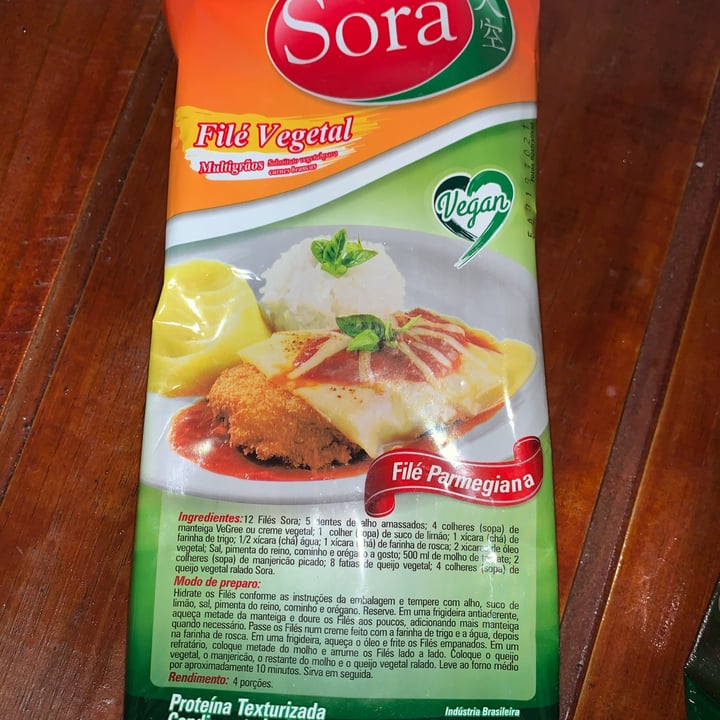 Sora
空
Filé Vegetal
Multigrãos Substituto vegetal para
carnes brancas
Vegan
Filé Parmegiana
Ingredientes: 12 Filés Sora; 5 dentes de alho amassados; 4 colheres (sopa) de
manteiga VeGree ou creme vegetal; 1 colher (sopa) de suco de limão; 1 xícara (chá) de
farinha de trigo; 1/2 xícara (chá) água; 1 xícara (chá) de farinha de rosca; 2 xícaras de óleo
vegetal; Sal, pimenta do reino, cominho e orégano a gosto; 500 ml de molho de tomate; 2
colheres (sopa) de manjericão picado; 8 fatias de queijo vegetal; 4 colheres (sopa) de
queijo vegetal ralado Sora.
Modo de preparo:
Hidrate os Filés conforme as instruções da embalagem e tempere com alho, suco de
limão, sal, pimenta do reino, cominho e orégano. Reserve. Em uma frigideira antiaderente,
aqueça metade da manteiga e doure os Filés aos poucos, adicionando mais manteiga
quando necessário. Passe os Filés num creme feito com a farinha de trigo e a água, depois
na farinha de rosca. Em uma frigideira, aqueça o óleo e frite os Filés empanados. Em um
refratário, coloque metade do molho e arrume os Filés lado a lado. Coloque o queijo
vegetal, o manjericão, o restante do molho e o queijo vegetal ralado. Leve ao forno médio
por aproximadamente 10 minutos. Sirva em seguida.
Rendimento: 4 porções.
Proteína Texturizada
Indústria Brasileira